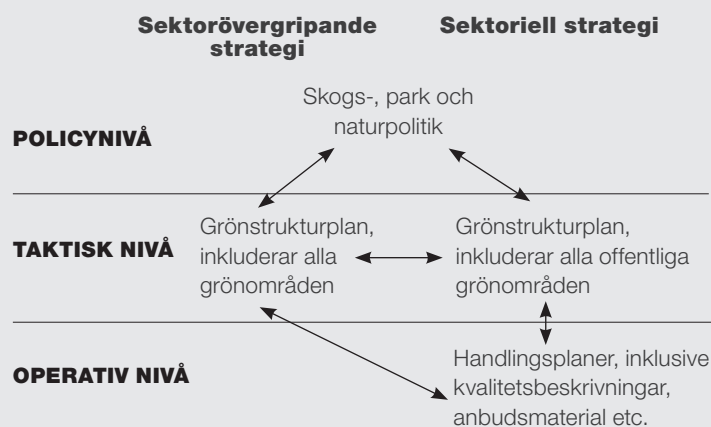 Sektorövergripande
strategi
Sektoriell strategi
Skogs-, park och
naturpolitik
POLICYNIVÅ
TAKTISK NIVÅ
Grönstrukturplan,
inkluderar alla
grönområden
Grönstrukturplan,
inkluderar alla offentliga
grönområden
OPERATIV NIVÅ
Handlingsplaner, inklusive
kvalitetsbeskrivningar,
anbudsmaterial etc.